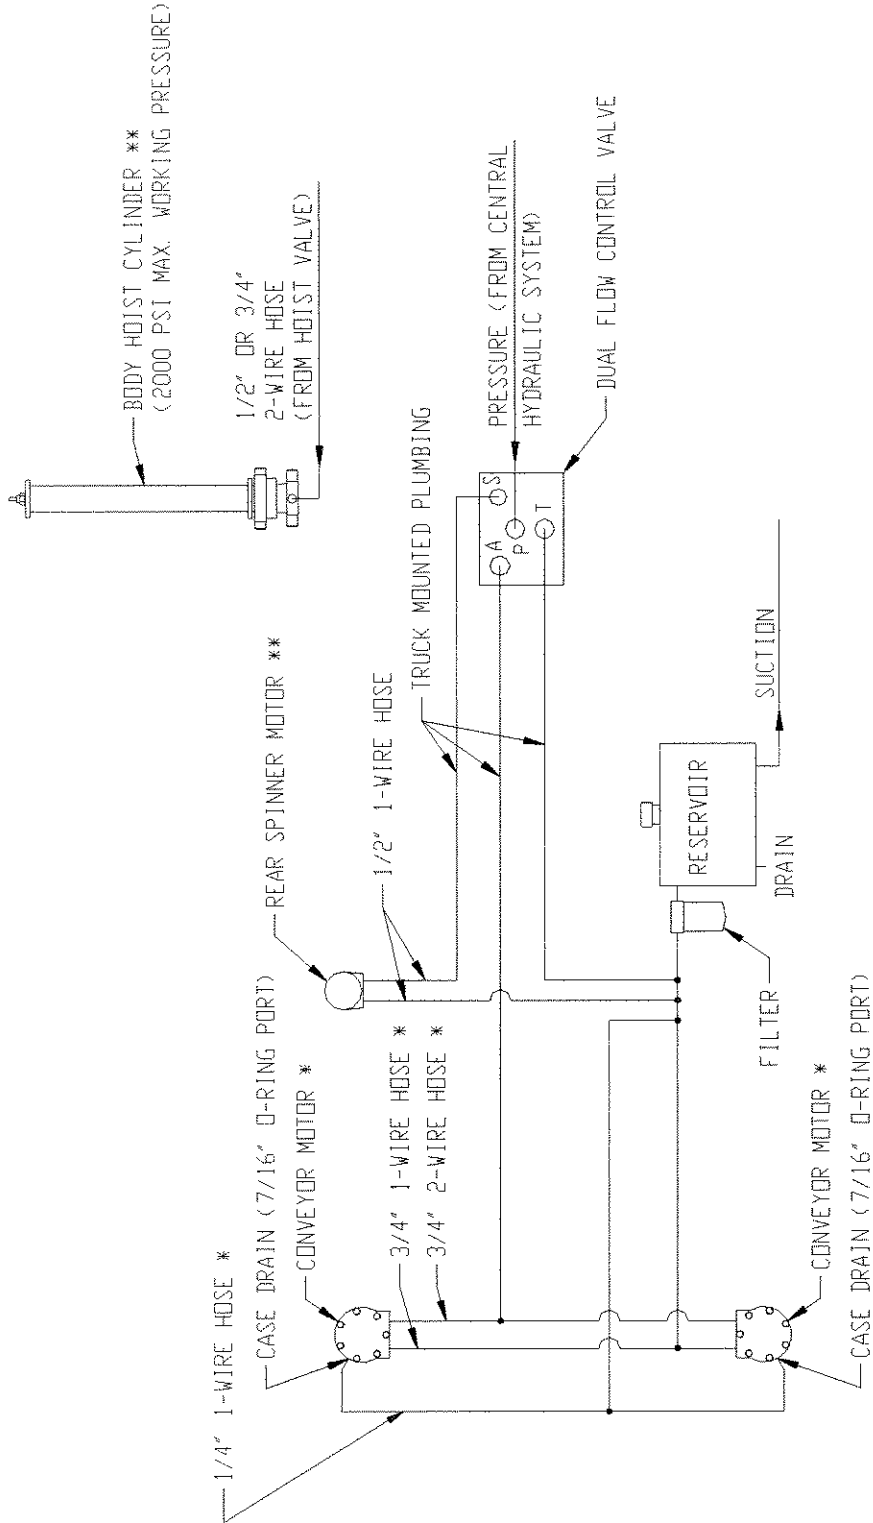 BODY HOIST CYLINDER **
(2000 PSI MAX. WORKING PRESSURE)
1/2" OR 3/4"
2-WIRE HOSE
(FROM HOIST VALVE)
REAR SPINNER MOTOR **
1/2" 1-WIRE HOSE
TRUCK MOUNTED PLUMBING
PRESSURE (FROM CENTRAL
HYDRAULIC SYSTEM)
DUAL FLOW CONTROL VALVE
S
A
P
T
1/4" 1-WIRE HOSE *
CASE DRAIN (7/16" O-RING PORT)
CONVEYOR MOTOR *
3/4" 1-WIRE HOSE *
3/4" 2-WIRE HOSE *
RESERVOIR
SUCTION
DRAIN
FILTER
CONVEYOR MOTOR *
CASE DRAIN (7/16" O-RING PORT)